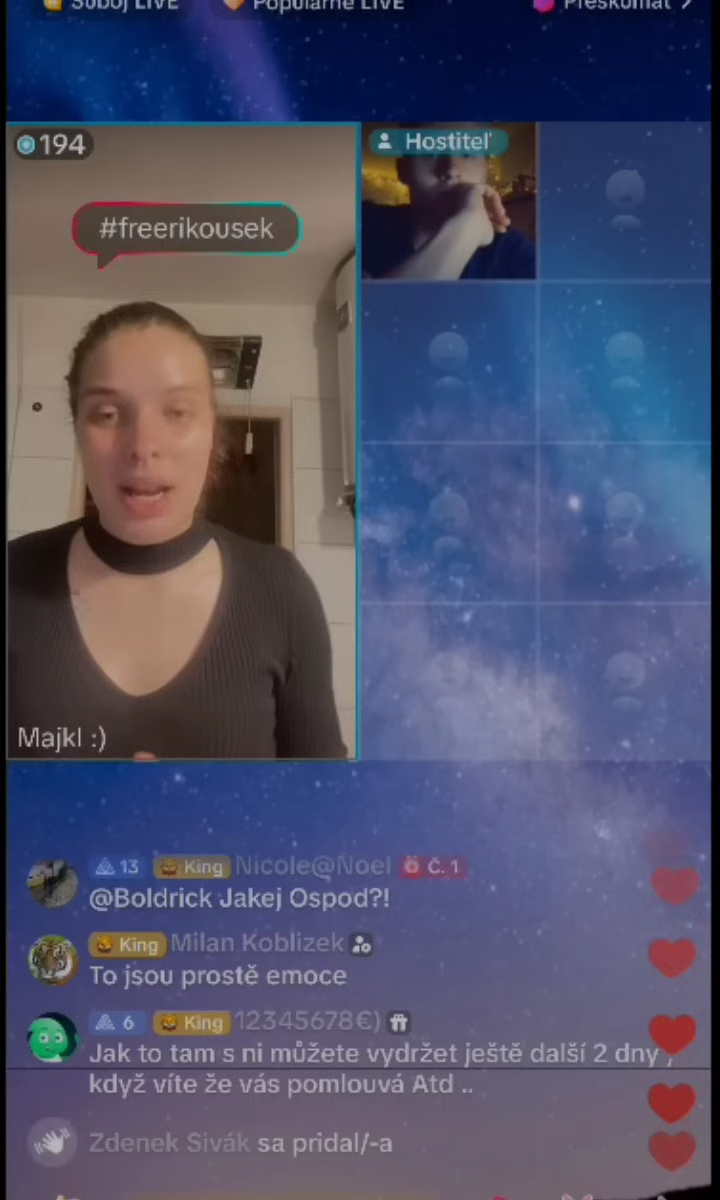 Súboj LIVE
Populárne LIVE
Preskúmať >
194
Hostiteľ
#freerikousek
Majkl :)
13 King Nicole@Noel Č. 1
@Boldrick Jakej Ospod?!
King Milan Koblizek
To jsou prostě emoce
6 King 12345678€)
Jak to tam s ni můžete vydržet ještě další 2 dny ,
když víte že vás pomlouvá Atd ..
Zdenek Sivák sa pridal/-a